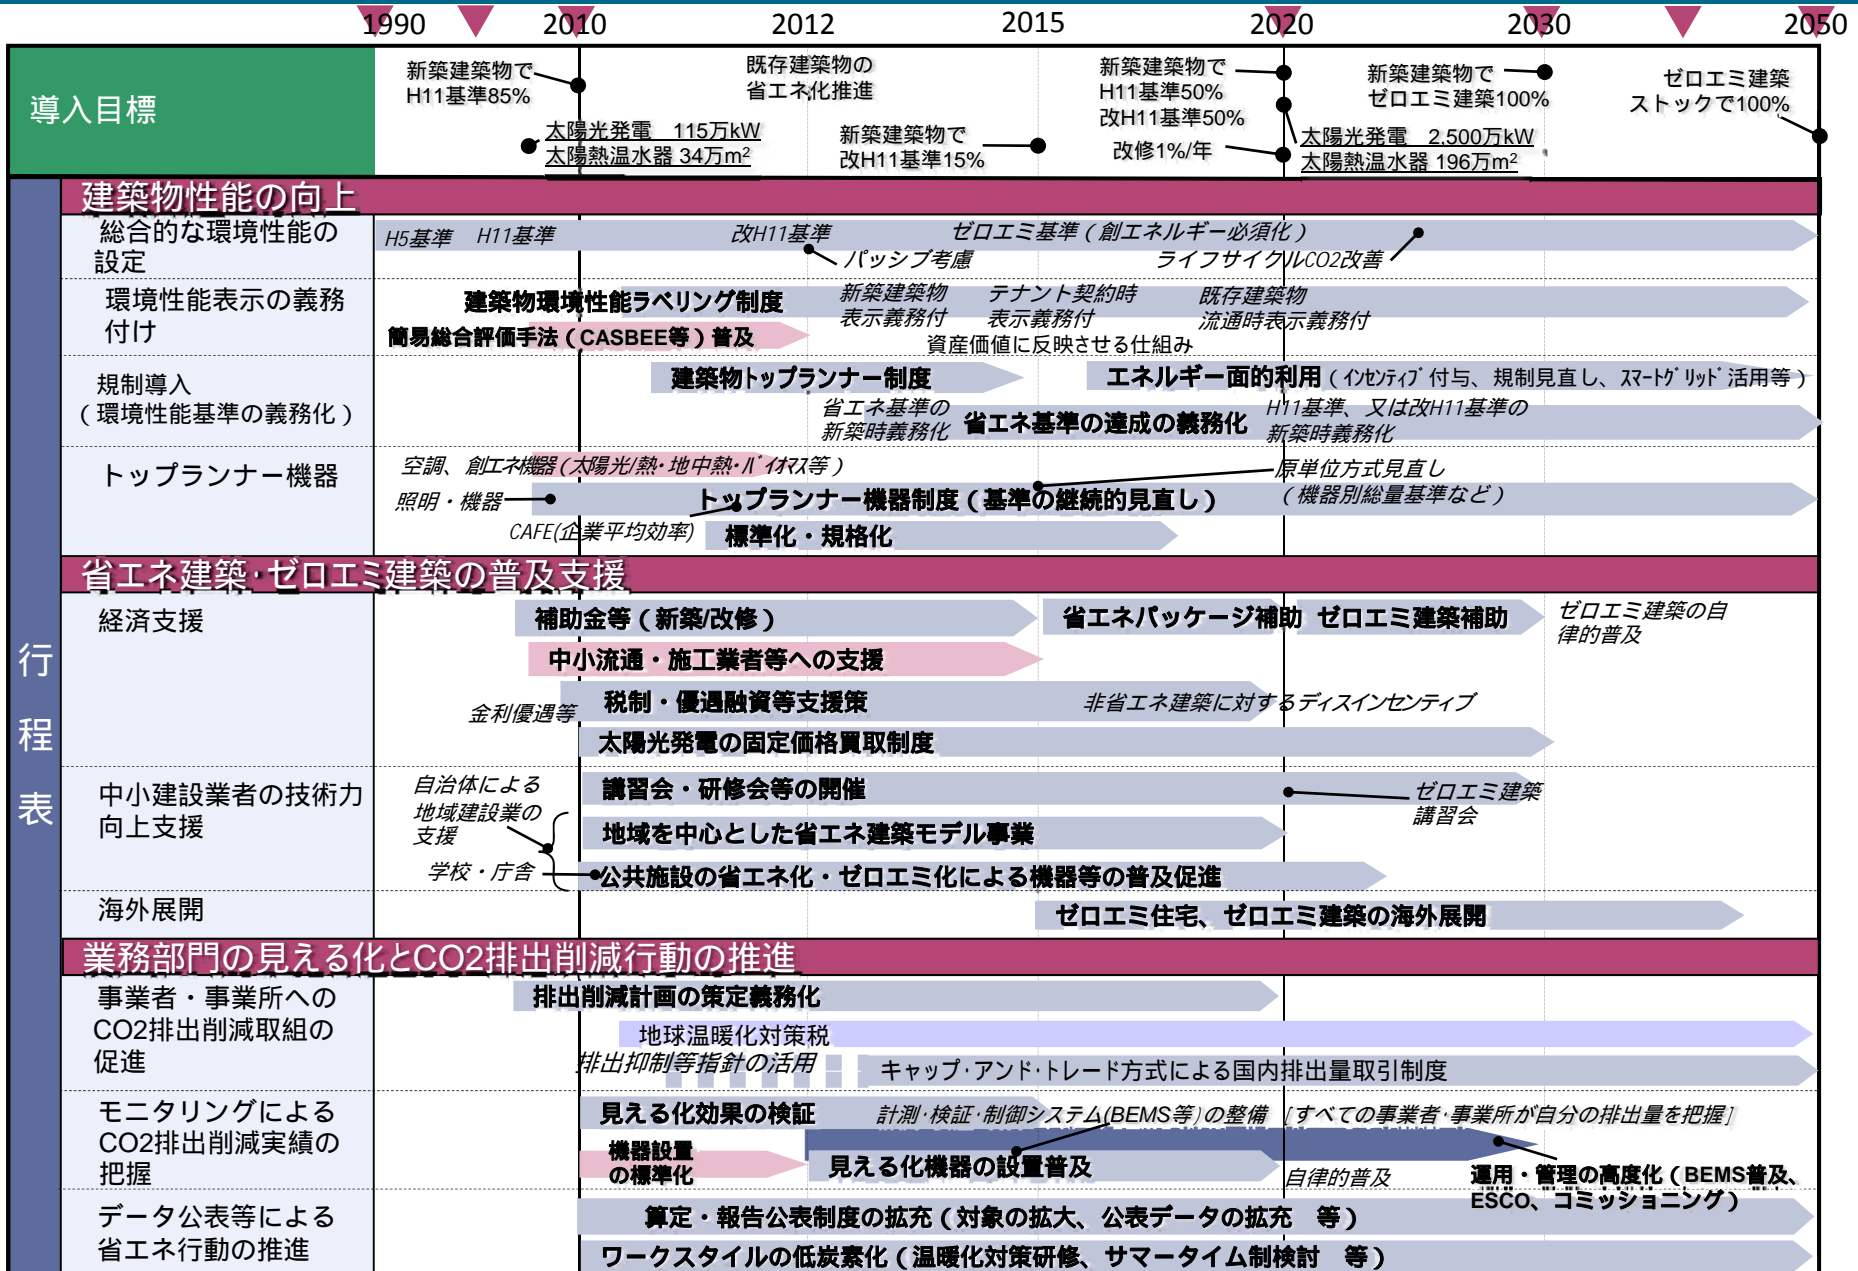 1990 2010 2012 2015 2020 2030 2050
導入目標
新築建築物で
H11基準85%
太陽光発電　115万kW
太陽熱温水器 34万m²
既存建築物の
省エネ化推進
新築建築物で
改H11基準15%
新築建築物で
H11基準50%
改H11基準50%
改修1%/年
太陽光発電　2,500万kW
太陽熱温水器 196万m²
新築建築物で
ゼロエミ建築100%
ゼロエミ建築
ストックで100%
行程表
建築物性能の向上
総合的な環境性能の
設定
H5基準 H11基準 改H11基準 ゼロエミ基準（創エネルギー必須化）
パッシブ考慮 ライフサイクルCO2改善
環境性能表示の義務
付け
建築物環境性能ラベリング制度
新築建築物
表示義務付
テナント契約時
表示義務付
既存建築物
流通時表示義務付
簡易総合評価手法（CASBEE等）普及
資産価値に反映させる仕組み
規制導入
（環境性能基準の義務化）
建築物トップランナー制度
エネルギー面的利用（インセンティブ付与、規制見直し、スマートグリッド活用等）
省エネ基準の
新築時義務化
省エネ基準の達成の義務化
H11基準、又は改H11基準の
新築時義務化
トップランナー機器
空調、創エネ機器（太陽光/熱・地中熱・バイオマス等）
照明・機器
トップランナー機器制度（基準の継続的見直し）
原単位方式見直し
（機器別総量基準など）
CAFE(企業平均効率)
標準化・規格化
省エネ建築・ゼロエミ建築の普及支援
経済支援
補助金等（新築/改修）
省エネパッケージ補助
ゼロエミ建築補助
ゼロエミ建築の自
律的普及
中小流通・施工業者等への支援
金利優遇等
税制・優遇融資等支援策
非省エネ建築に対するディスインセンティブ
太陽光発電の固定価格買取制度
中小建設業者の技術力
向上支援
自治体による
地域建設業の
支援
学校・庁舎
講習会・研修会等の開催
ゼロエミ建築
講習会
地域を中心とした省エネ建築モデル事業
公共施設の省エネ化・ゼロエミ化による機器等の普及促進
海外展開
ゼロエミ住宅、ゼロエミ建築の海外展開
業務部門の見える化とCO2排出削減行動の推進
事業者・事業所への
CO2排出削減取組の
促進
排出削減計画の策定義務化
地球温暖化対策税
排出抑制等指針の活用
キャップ・アンド・トレード方式による国内排出量取引制度
モニタリングによる
CO2排出削減実績の
把握
見える化効果の検証
計測・検証・制御システム(BEMS等)の整備
[すべての事業者・事業所が自分の排出量を把握]
機器設置
の標準化
見える化機器の設置普及
自律的普及
運用・管理の高度化（BEMS普及、
ESCO、コミッショニング）
データ公表等による
省エネ行動の推進
算定・報告公表制度の拡充（対象の拡大、公表データの拡充　等）
ワークスタイルの低炭素化（温暖化対策研修、サマータイム制検討　等）